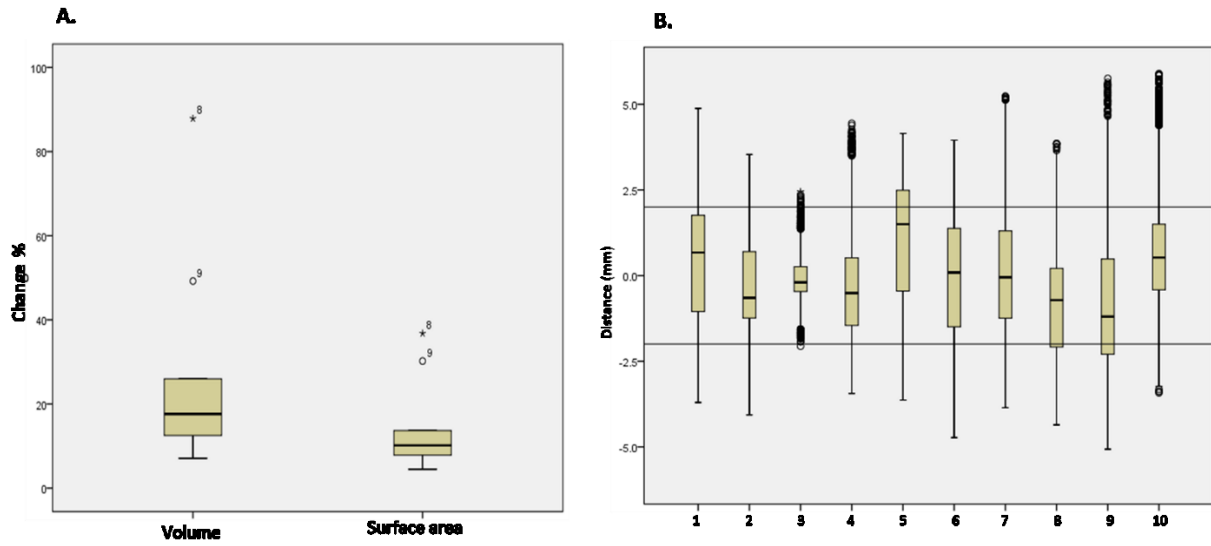 A.
Change %
100
80
60
40
20
0
* 8
9
* 8
9
Volume
Surface area
B.
Distance (mm)
5.0
2.5
0.0
-2.5
-5.0
*
1 2 3 4 5 6 7 8 9 10